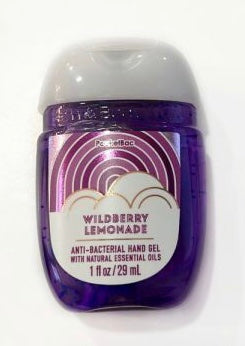 PocketBac
WILDBERRY
LEMONADE
ANTI-BACTERIAL HAND GEL
WITH NATURAL ESSENTIAL OILS
1 fl oz / 29 mL